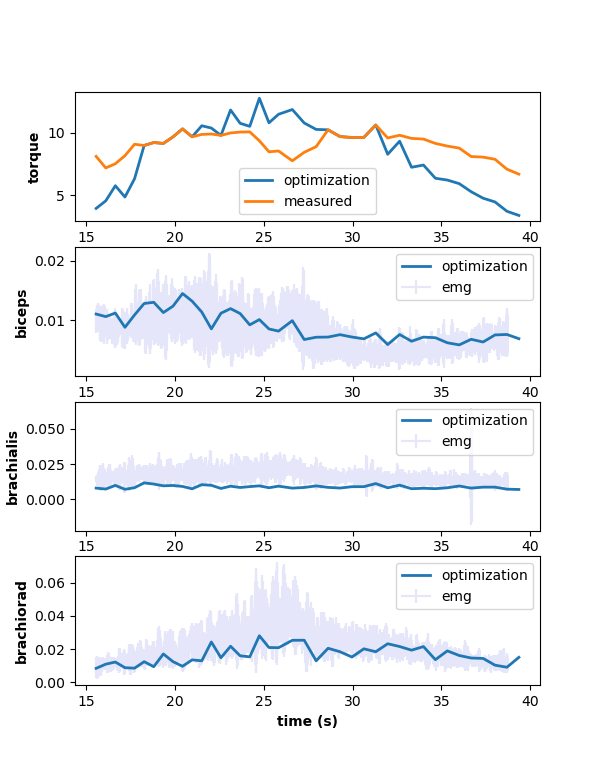 10
5
torque
optimization
measured
15 20 25 30 35 40
0.02
0.01
biceps
optimization
emg
15 20 25 30 35 40
0.050
0.025
0.000
brachialis
optimization
emg
15 20 25 30 35 40
0.06
0.04
0.02
0.00
brachiorad
optimization
emg
15 20 25 30 35 40
time (s)